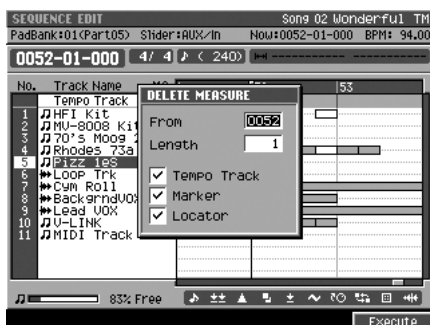 SEQUENCE EDIT Song 02 Wonderful TM
PadBank:01(Part05) Slider:AUX/In Now:0052-01-000 BPM: 94.00
0052-01-000 4/ 4 ♪ ( 240)
No. Track Name 53
Tempo Track
1 HFI Kit
2 MV-8008 Kit
3 70's Moog
4 Rhodes 73a
5 Pizz 1eS
6 Loop Trk
7 Cym Roll
8 BackgrndVO
9 Lead VOX
10 V-LINK
11 MIDI Track
DELETE MEASURE
From 0052
Length 1
Tempo Track
Marker
Locator
83% Free
Execute